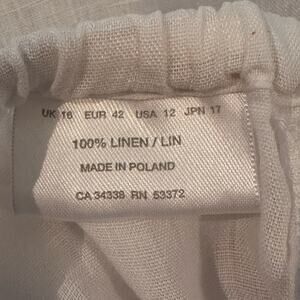 UK 16 EUR 42 USA 12 JPN 17
100% LINEN / LIN
MADE IN POLAND
CA 34338 RN 53372